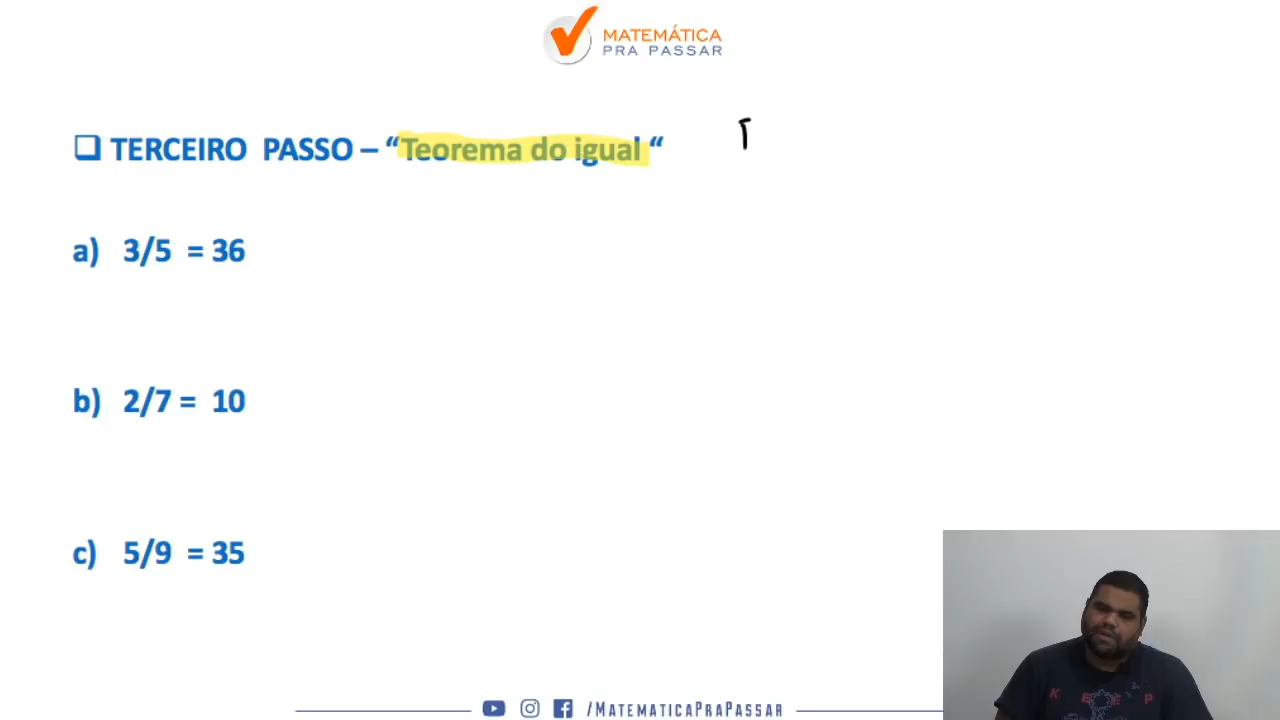 MATEMÁTICA
PRA PASSAR
❑ TERCEIRO PASSO – “Teorema do igual “
a) 3/5 = 36
b) 2/7 = 10
c) 5/9 = 35
K E E P
/MATEMATICAPRAPASSAR